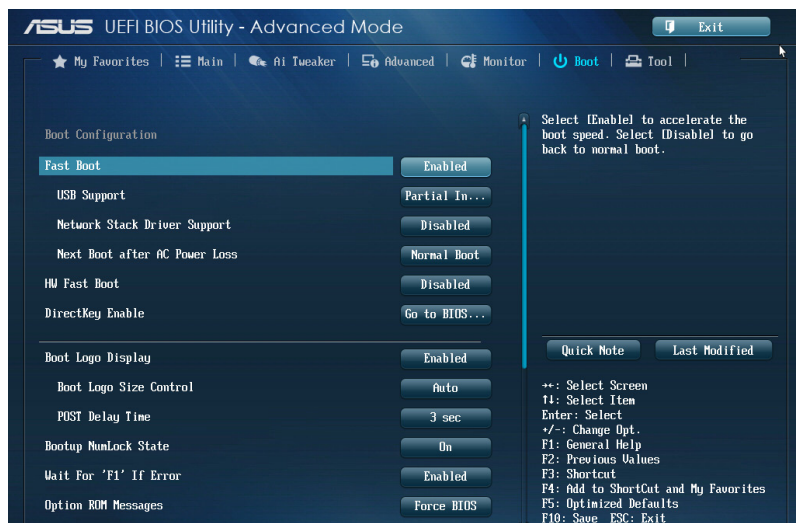 ASUS UEFI BIOS Utility - Advanced Mode
Exit
My Favorites | Main | Ai Tweaker | Advanced | Monitor | Boot | Tool |
Boot Configuration
Fast Boot Enabled
USB Support Partial In...
Network Stack Driver Support Disabled
Next Boot after AC Power Loss Normal Boot
HW Fast Boot Disabled
DirectKey Enable Go to BIOS...
Boot Logo Display Enabled
Boot Logo Size Control Auto
POST Delay Time 3 sec
Bootup NumLock State On
Wait For 'F1' If Error Enabled
Option ROM Messages Force BIOS
Select [Enable] to accelerate the
boot speed. Select [Disable] to go
back to normal boot.
Quick Note Last Modified
→←: Select Screen
↑↓: Select Item
Enter: Select
+/-: Change Opt.
F1: General Help
F2: Previous Values
F3: Shortcut
F4: Add to ShortCut and My Favorites
F5: Optimized Defaults
F10: Save ESC: Exit